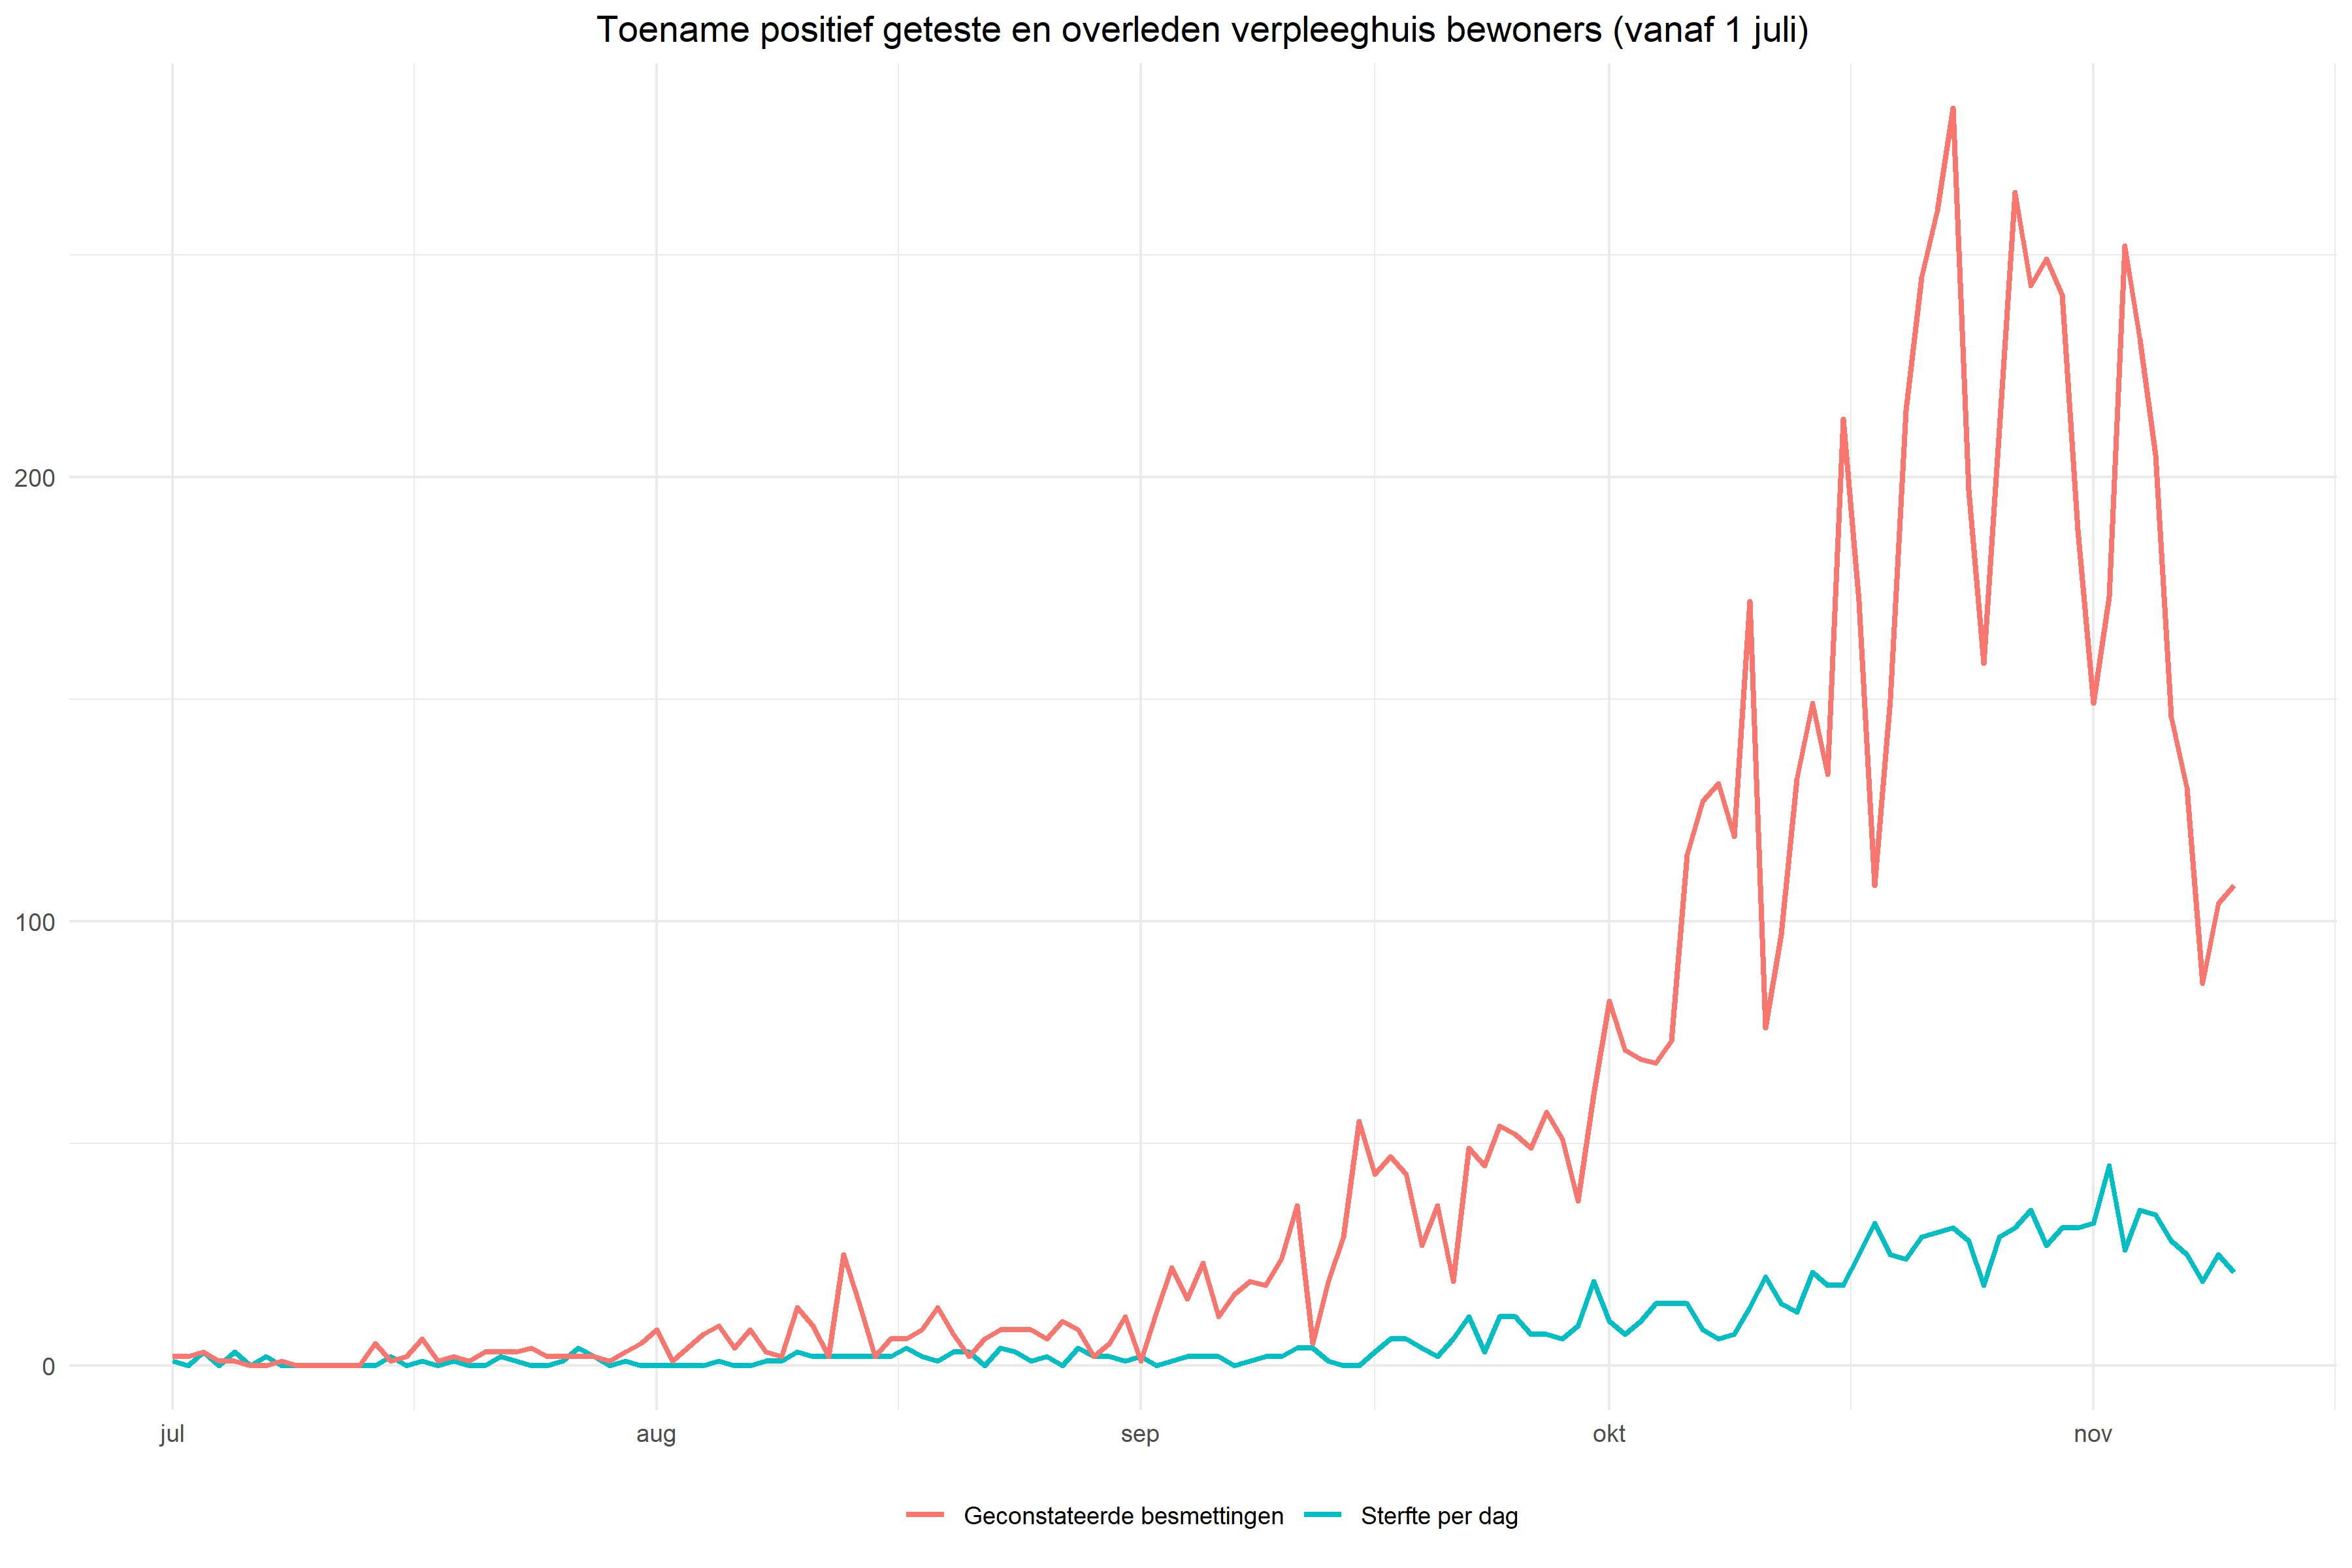 Toename positief geteste en overleden verpleeghuis bewoners (vanaf 1 juli)
200
100
0
jul aug sep okt nov
Geconstateerde besmettingen Sterfte per dag